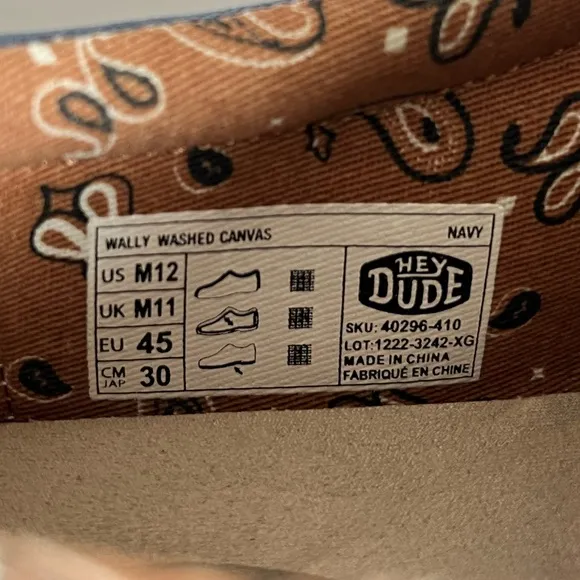 WALLY WASHED CANVAS NAVY
US M12
UK M11
EU 45
CM JAP 30
HEY DUDE
SKU: 40296-410
LOT:1222-3242-XG
MADE IN CHINA
FABRIQUÉ EN CHINE